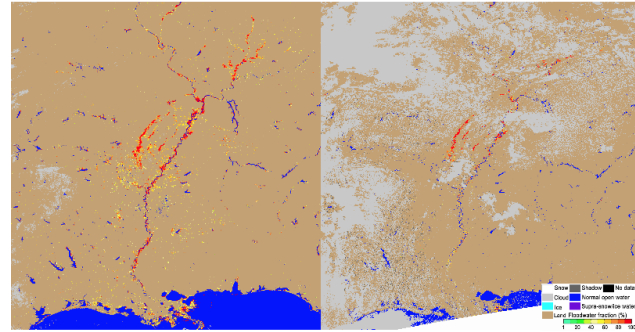 Snow Shadow No data
Cloud Normal open water
Ice Supra-snow/ice water
Land Floodwater fraction (%)
1 20 40 60 80 100